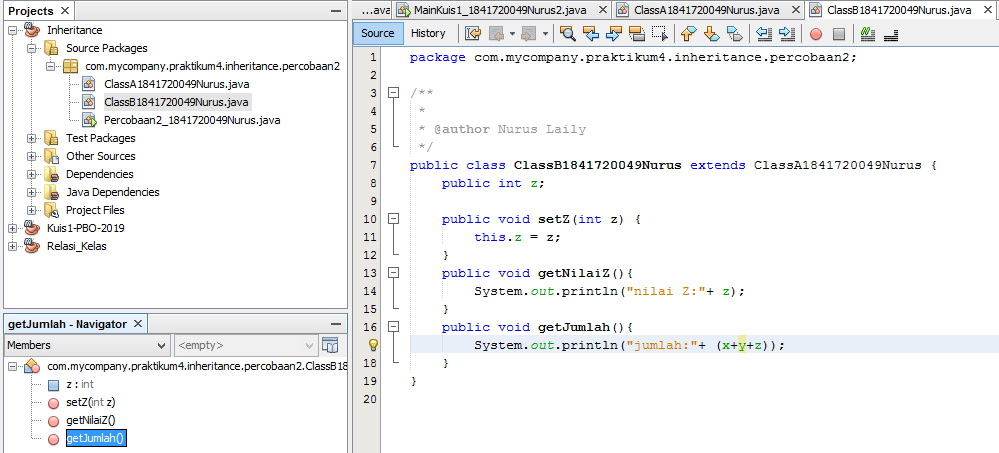 Projects
Inheritance
Source Packages
com.mycompany.praktikum4.inheritance.percobaan2
ClassA1841720049Nurus.java
ClassB1841720049Nurus.java
Percobaan2_1841720049Nurus.java
Test Packages
Other Sources
Dependencies
Java Dependencies
Project Files
Kuis1-PBO-2019
Relasi_Kelas
getJumlah - Navigator
Members <empty>
com.mycompany.praktikum4.inheritance.percobaan2.ClassB18
z : int
setZ(int z)
getNilaiZ()
getJumlah()
...ava MainKuis1_1841720049Nurus2.java ClassA1841720049Nurus.java ClassB1841720049Nurus.java
Source History
1 package com.mycompany.praktikum4.inheritance.percobaan2;
2
3 /**
4 *
5 * @author Nurus Laily
6 */
7 public class ClassB1841720049Nurus extends ClassA1841720049Nurus {
8 public int z;
9
10 public void setZ(int z) {
11 this.z = z;
12 }
13 public void getNilaiZ(){
14 System.out.println("nilai Z:"+ z);
15 }
16 public void getJumlah(){
System.out.println("jumlah:"+ (x+y+z));
18 }
19 }
20